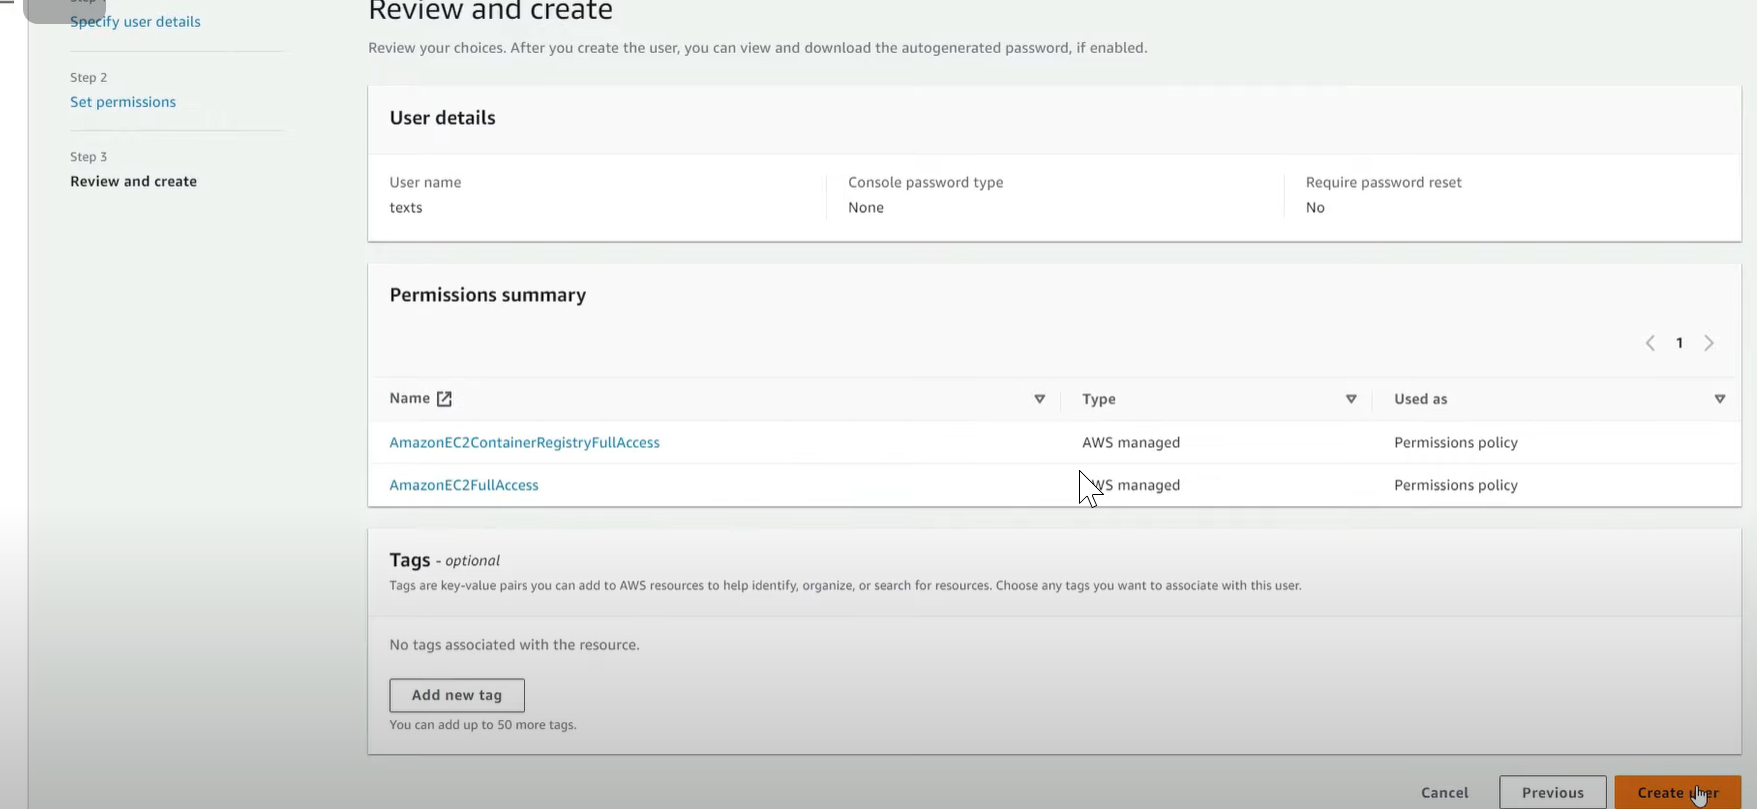 Review and create
Specify user details
Review your choices. After you create the user, you can view and download the autogenerated password, if enabled.
Step 2
Set permissions
User details
Step 3
Review and create
User name
Console password type
Require password reset
texts
None
No
Permissions summary
1
Name
Type
Used as
AmazonEC2ContainerRegistryFullAccess
AWS managed
Permissions policy
AmazonEC2FullAccess
managed
Permissions policy
Tags - optional
Tags are key-value pairs you can add to AWS resources to help identify, organize, or search for resources. Choose any tags you want to associate with this user.
No tags associated with the resource.
Add new tag
You can add up to 50 more tags.
Cancel
Previous
Create user